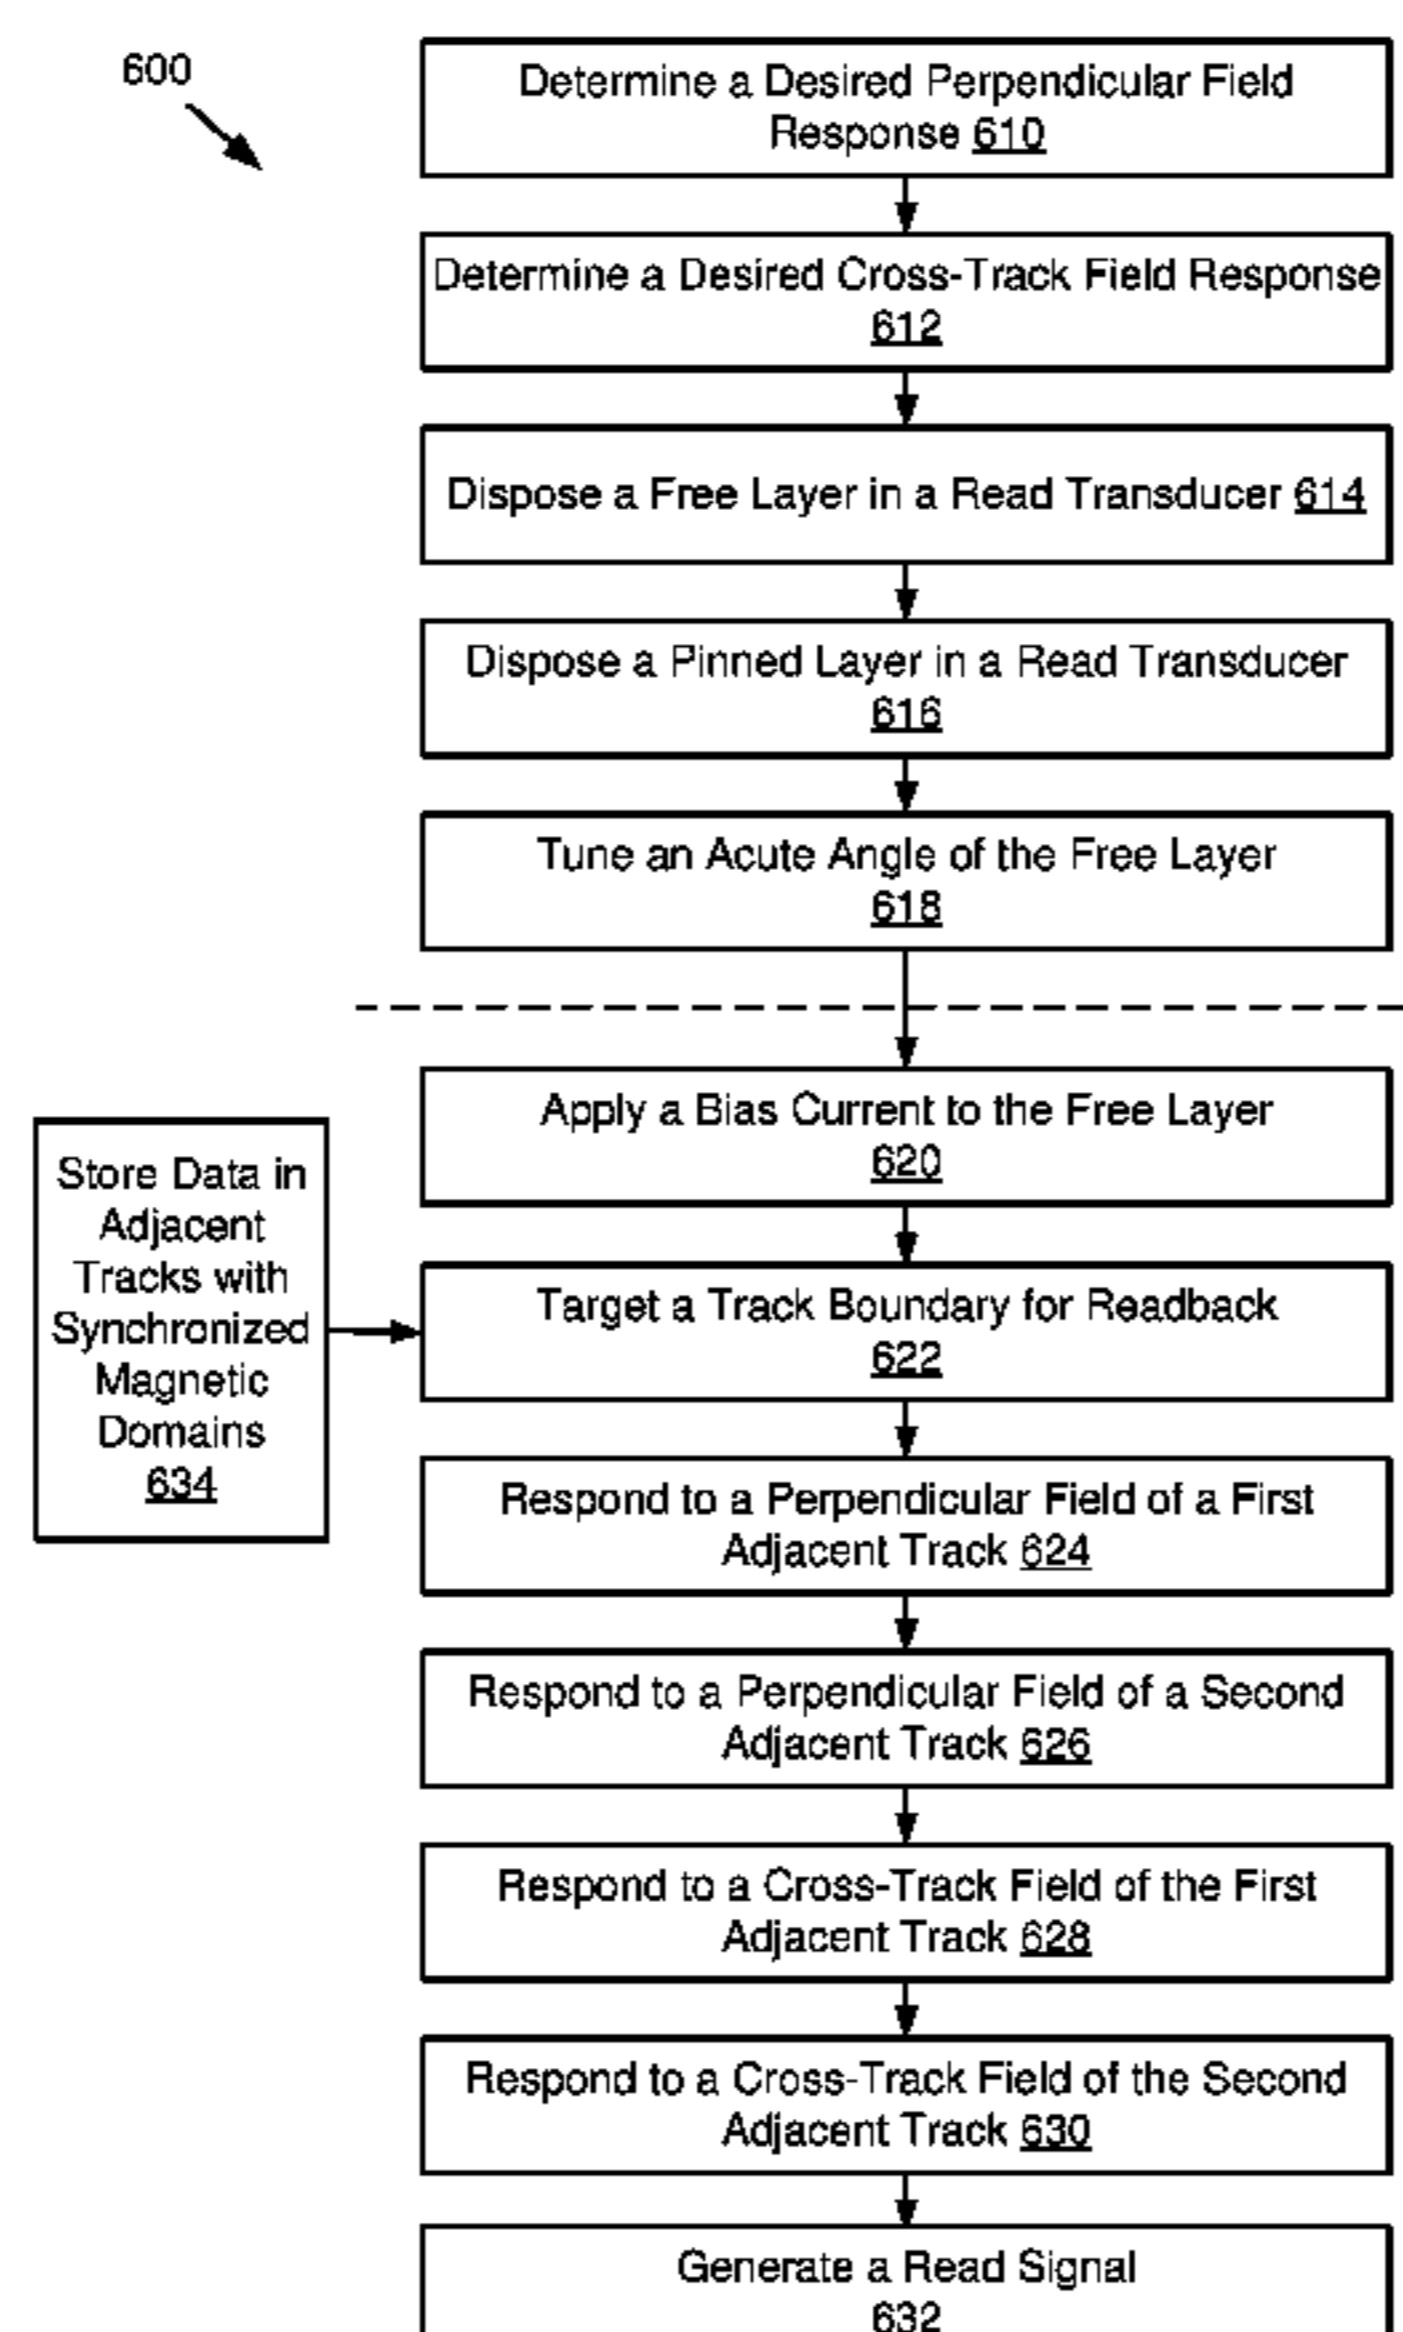 600
Determine a Desired Perpendicular Field
Response 610
Determine a Desired Cross-Track Field Response
612
Dispose a Free Layer in a Read Transducer 614
Dispose a Pinned Layer in a Read Transducer
616
Tune an Acute Angle of the Free Layer
618
Apply a Bias Current to the Free Layer
620
Store Data in
Adjacent
Tracks with
Synchronized
Magnetic
Domains
634
Target a Track Boundary for Readback
622
Respond to a Perpendicular Field of a First
Adjacent Track 624
Respond to a Perpendicular Field of a Second
Adjacent Track 626
Respond to a Cross-Track Field of the First
Adjacent Track 628
Respond to a Cross-Track Field of the Second
Adjacent Track 630
Generate a Read Signal
632